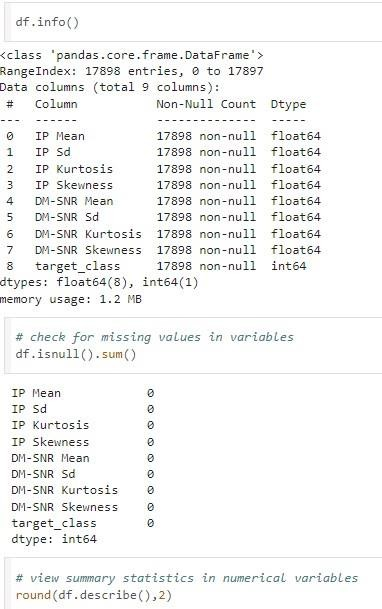 df.info()
<class 'pandas.core.frame.DataFrame'>
RangeIndex: 17898 entries, 0 to 17897
Data columns (total 9 columns):
 #   Column           Non-Null Count  Dtype
---  ------           --------------  -----
 0   IP Mean          17898 non-null  float64
 1   IP Sd            17898 non-null  float64
 2   IP Kurtosis      17898 non-null  float64
 3   IP Skewness      17898 non-null  float64
 4   DM-SNR Mean      17898 non-null  float64
 5   DM-SNR Sd        17898 non-null  float64
 6   DM-SNR Kurtosis  17898 non-null  float64
 7   DM-SNR Skewness  17898 non-null  float64
 8   target_class     17898 non-null  int64
dtypes: float64(8), int64(1)
memory usage: 1.2 MB
# check for missing values in variables
df.isnull().sum()
IP Mean            0
IP Sd              0
IP Kurtosis        0
IP Skewness        0
DM-SNR Mean        0
DM-SNR Sd          0
DM-SNR Kurtosis    0
DM-SNR Skewness    0
target_class       0
dtype: int64
# view summary statistics in numerical variables
round(df.describe(),2)